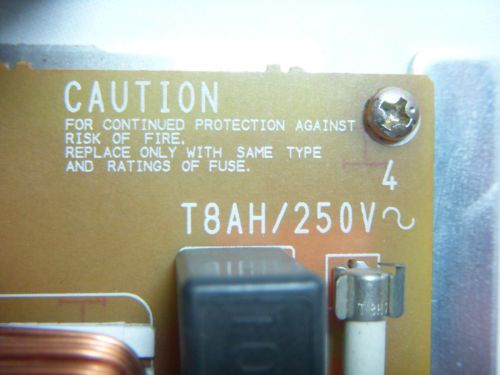 CAUTION
FOR CONTINUED PROTECTION AGAINST
RISK OF FIRE.
REPLACE ONLY WITH SAME TYPE
AND RATINGS OF FUSE.
4
T8AH/250V~